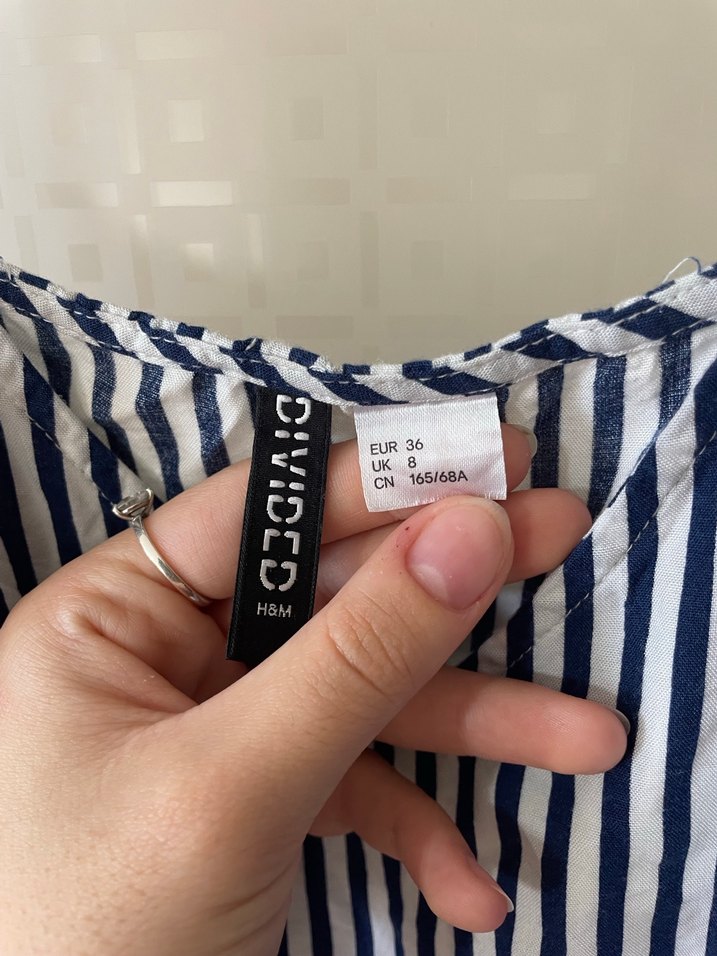 DIVIDED
H&M
EUR 36
UK 8
CN 165/68A